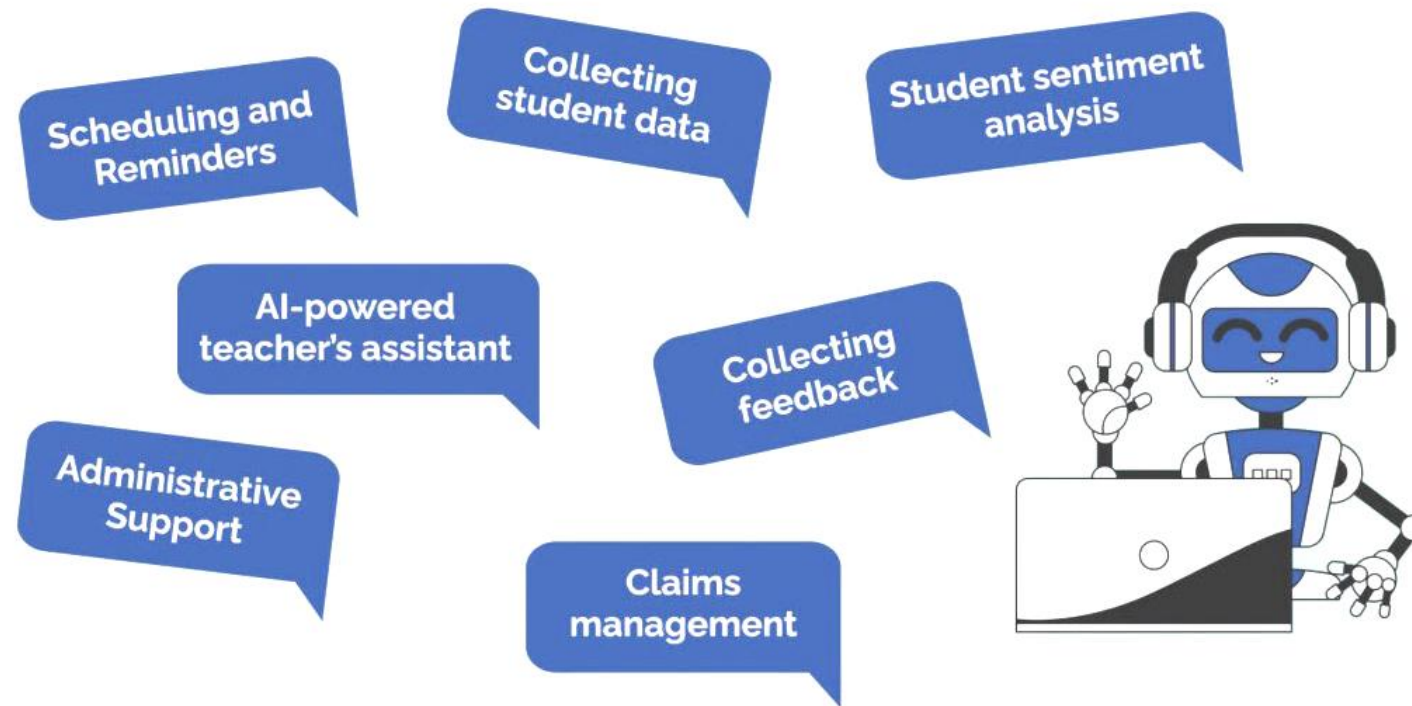 Scheduling and
Reminders
Collecting
student data
Student sentiment
analysis
AI-powered
teacher’s assistant
Collecting
feedback
Administrative
Support
Claims
management